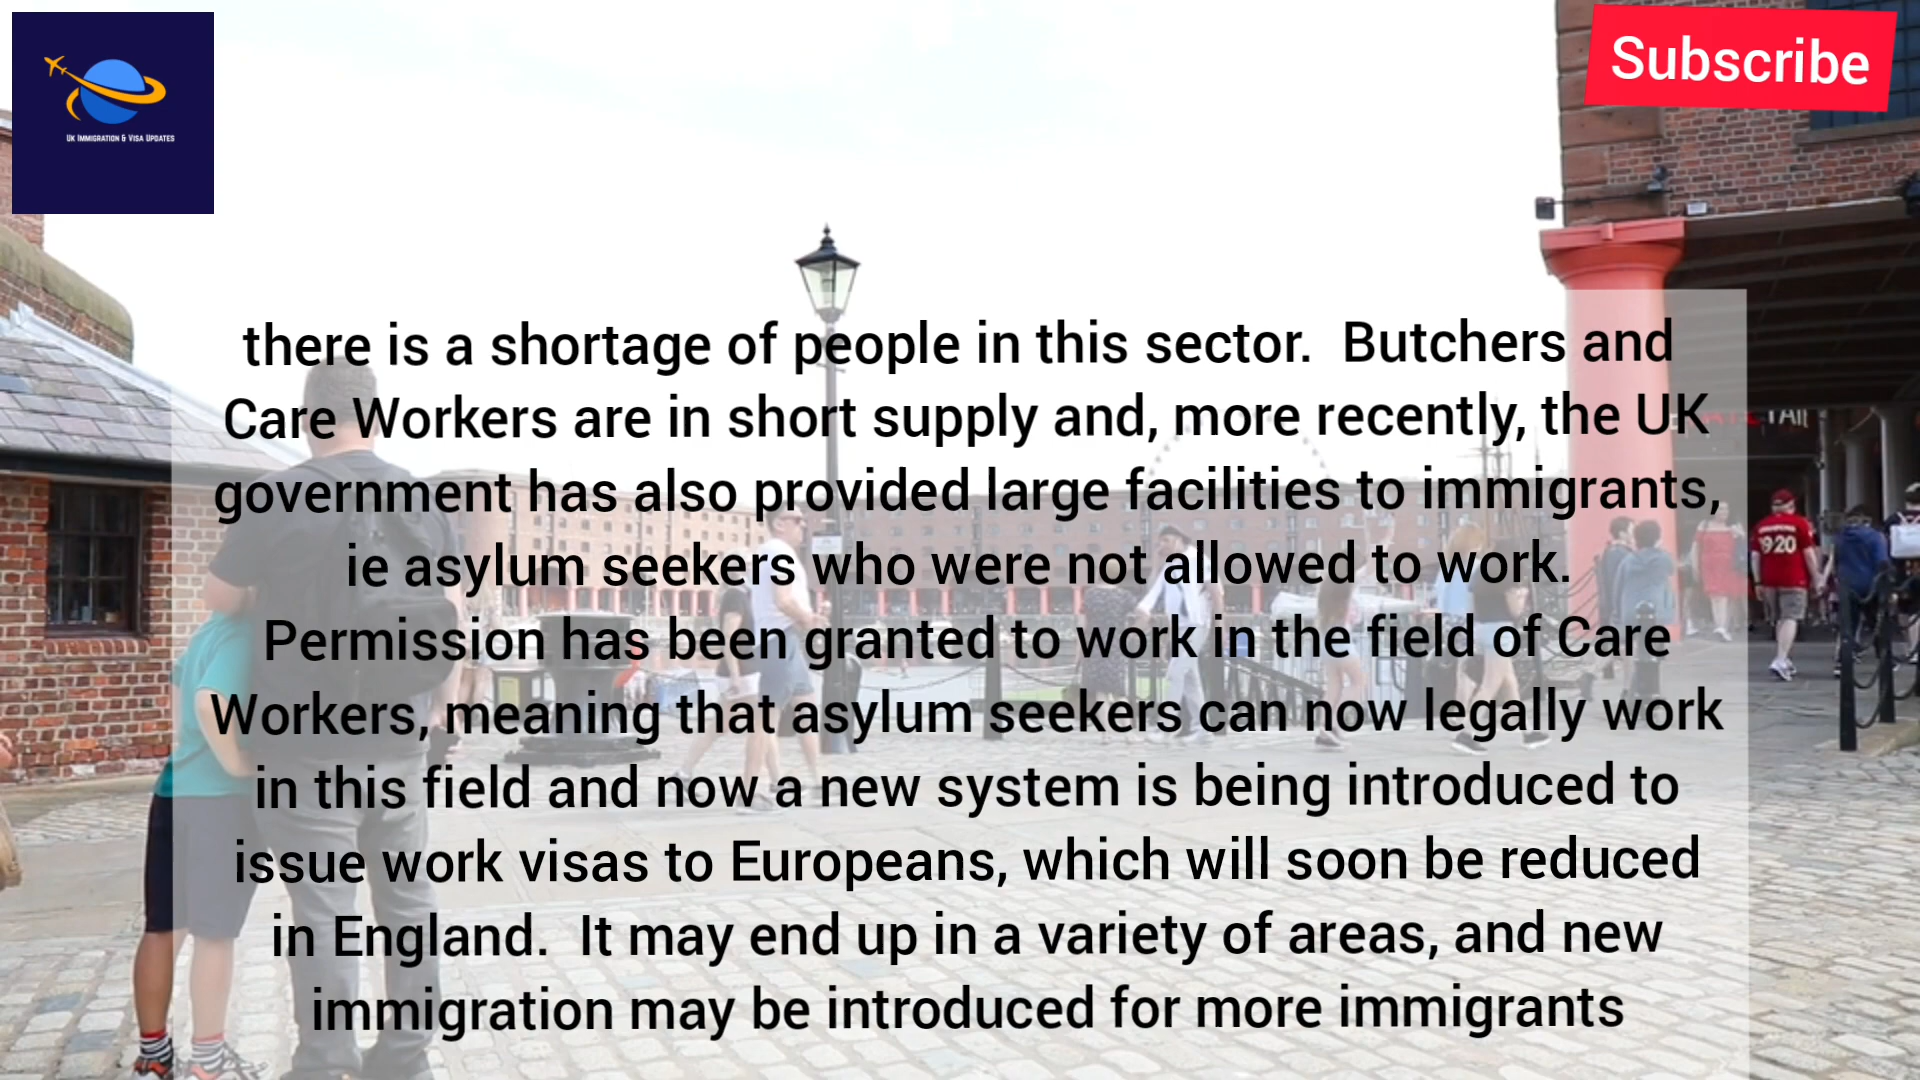 UK Immigration & Visa Updates
Subscribe
there is a shortage of people in this sector.  Butchers and
Care Workers are in short supply and, more recently, the UK
government has also provided large facilities to immigrants,
ie asylum seekers who were not allowed to work.
Permission has been granted to work in the field of Care
Workers, meaning that asylum seekers can now legally work
in this field and now a new system is being introduced to
issue work visas to Europeans, which will soon be reduced
in England.  It may end up in a variety of areas, and new
immigration may be introduced for more immigrants